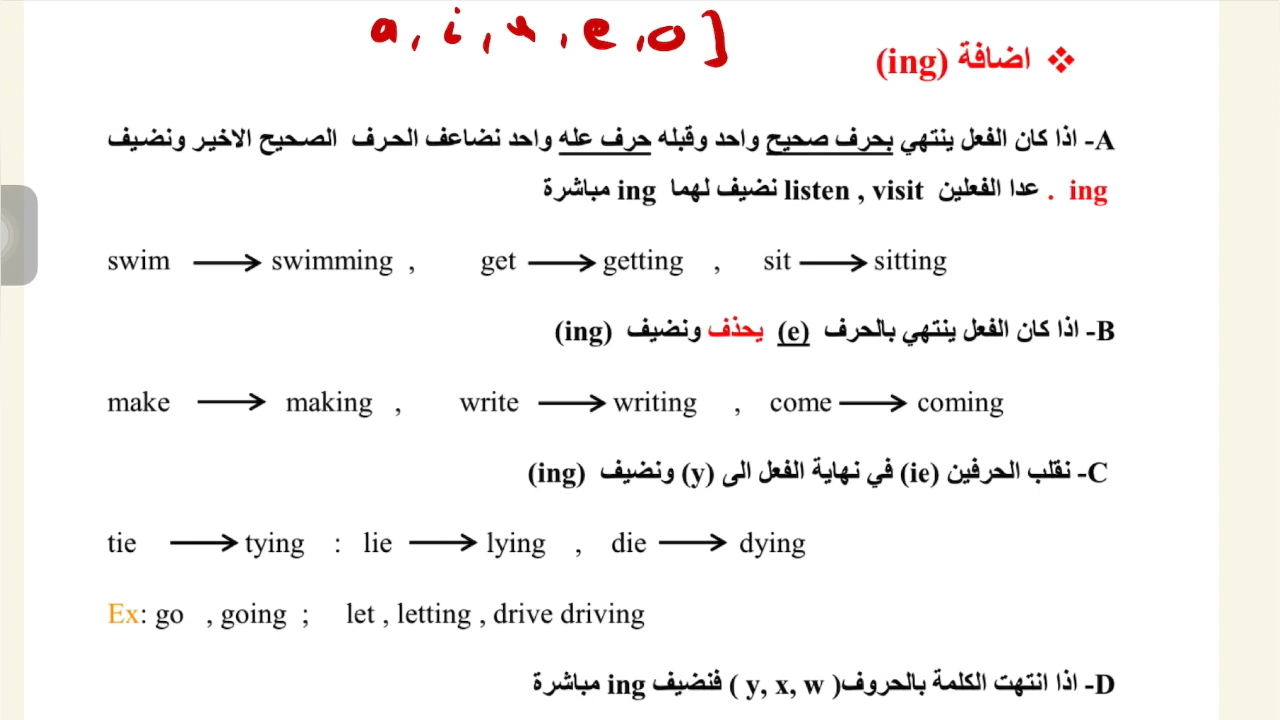 a, i, u, e, o]
❖ اضافة (ing)
A- اذا كان الفعل ينتهي بحرف صحيح واحد وقبله حرف عله واحد نضاعف الحرف الصحيح الاخير ونضيف
ing . عدا الفعلين listen , visit نضيف لهما ing مباشرة
swim ⟶ swimming , get ⟶ getting , sit ⟶ sitting
B- اذا كان الفعل ينتهي بالحرف (e) يحذف ونضيف (ing)
make ⟶ making , write ⟶ writing , come ⟶ coming
C- نقلب الحرفين (ie) في نهاية الفعل الى (y) ونضيف (ing)
tie ⟶ tying : lie ⟶ lying , die ⟶ dying
Ex: go , going ; let , letting , drive driving
D- اذا انتهت الكلمة بالحروف( y, x, w ) فنضيف ing مباشرة